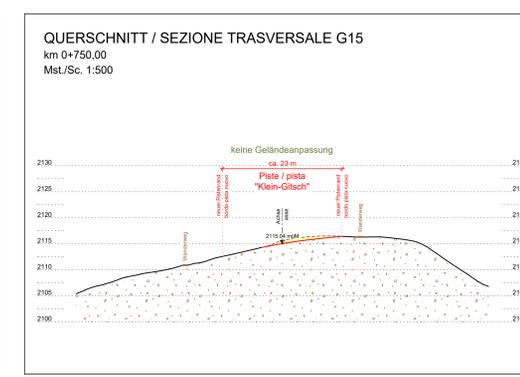 QUERSCHNITT / SEZIONE TRASVERSALE G15
km 0+750,00
Mst./Sc. 1:500
keine Geländeanpassung
ca. 23 m
Piste / pista
"Klein-Gitsch"
neuer Pistenrand
bordo pista nuovo
Achse
asse
neuer Pistenrand
bordo pista nuovo
Wanderweg
Wanderweg
müM
2130
2125
2120
2115
2110
2105
2100